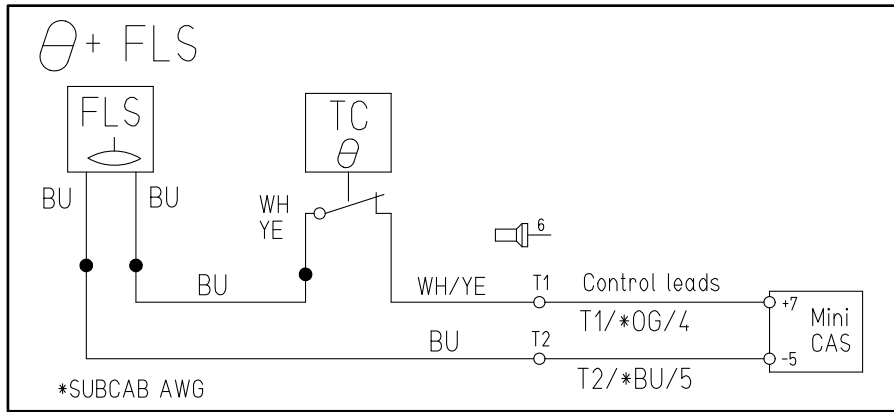 θ + FLS
FLS
TC
θ
BU
BU
WH
YE
6
BU
WH/YE
T1
Control leads
+7
T1/*OG/4
Mini
CAS
BU
T2
-5
T2/*BU/5
*SUBCAB AWG